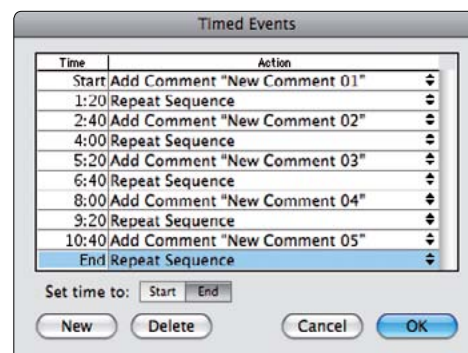 Timed Events
Time Action
Start Add Comment "New Comment 01"
1:20 Repeat Sequence
2:40 Add Comment "New Comment 02"
4:00 Repeat Sequence
5:20 Add Comment "New Comment 03"
6:40 Repeat Sequence
8:00 Add Comment "New Comment 04"
9:20 Repeat Sequence
10:40 Add Comment "New Comment 05"
End Repeat Sequence
Set time to: Start End
New Delete Cancel OK